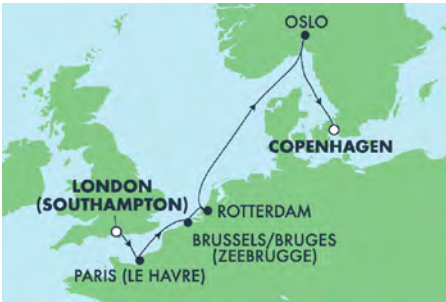 OSLO
COPENHAGEN
LONDON
(SOUTHAMPTON)
ROTTERDAM
BRUSSELS/BRUGES
(ZEEBRUGGE)
PARIS (LE HAVRE)